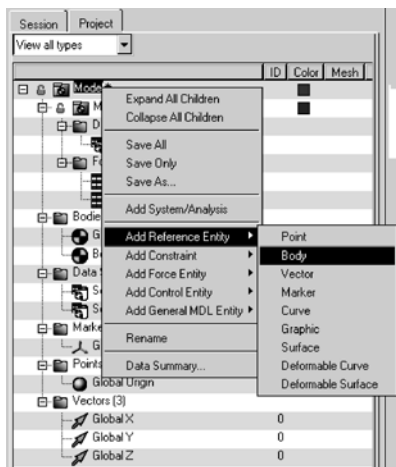 Session Project
View all types
ID Color Mesh
Mode
M
D
Fo
Bodie
G
B
Data
S
S
Marke
G
Points
Global Origin
Vectors (3)
Global X 0
Global Y 0
Global Z 0
Expand All Children
Collapse All Children
Save All
Save Only
Save As...
Add System/Analysis
Add Reference Entity
Add Constraint
Add Force Entity
Add Control Entity
Add General MDL Entity
Rename
Data Summary...
Point
Body
Vector
Marker
Curve
Graphic
Surface
Deformable Curve
Deformable Surface